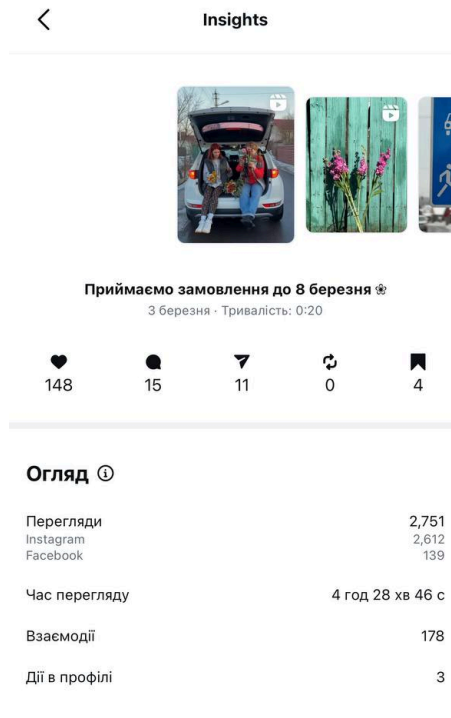 Insights
Приймаємо замовлення до 8 березня ❀
3 березня · Тривалість: 0:20
148 15 11 0 4
Огляд
Перегляди 2,751
Instagram 2,612
Facebook 139
Час перегляду 4 год 28 хв 46 с
Взаємодії 178
Дії в профілі 3